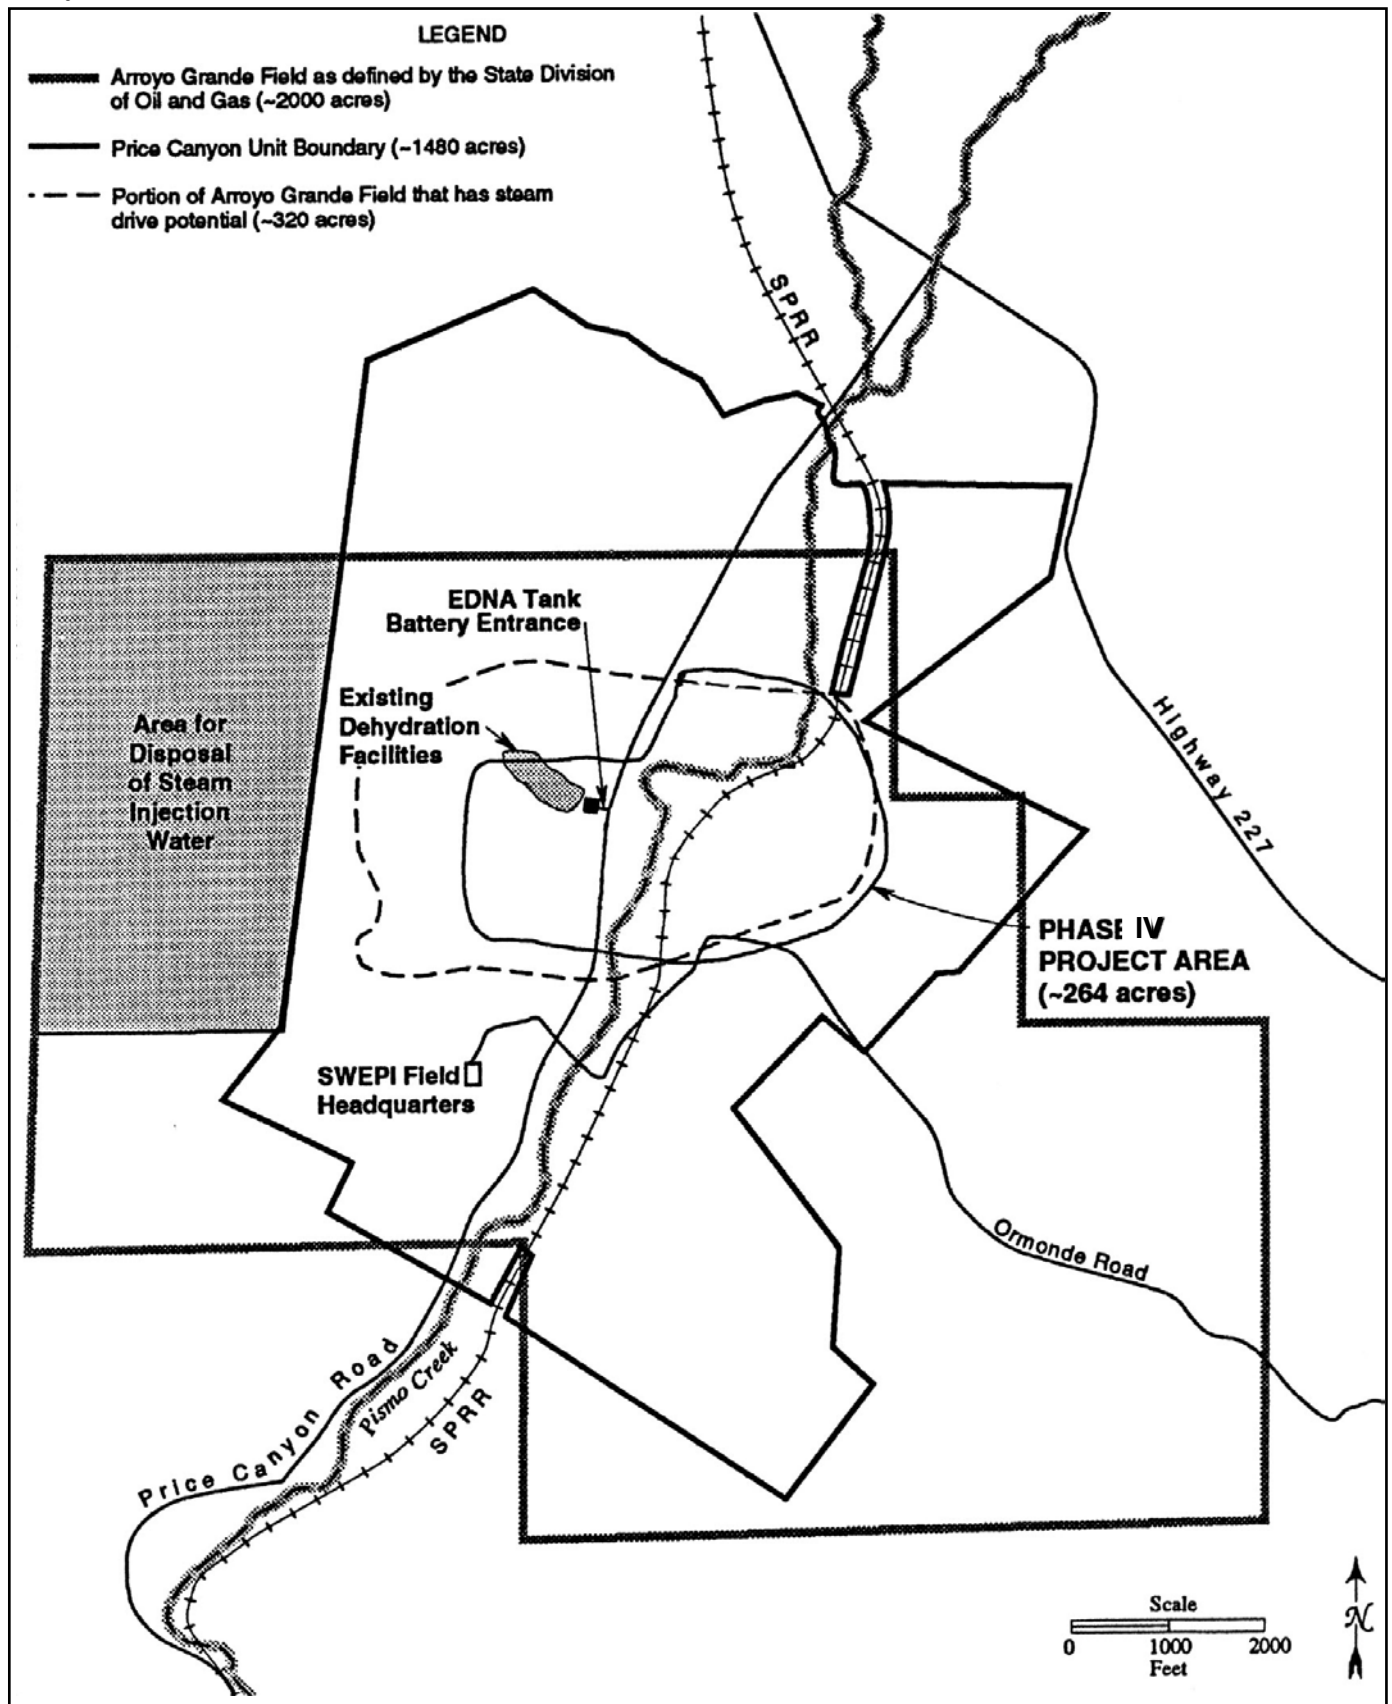 LEGEND
Arroyo Grande Field as defined by the State Division
of Oil and Gas (~2000 acres)
Price Canyon Unit Boundary (~1480 acres)
Portion of Arroyo Grande Field that has steam
drive potential (~320 acres)
SPRR
EDNA Tank
Battery Entrance
Existing
Dehydration
Facilities
Area for
Disposal
of Steam
Injection
Water
Highway 227
PHASE IV
PROJECT AREA
(~264 acres)
SWEPI Field
Headquarters
Ormonde Road
Price Canyon Road
Pismo Creek
SPRR
Scale
0 1000 2000
Feet
N